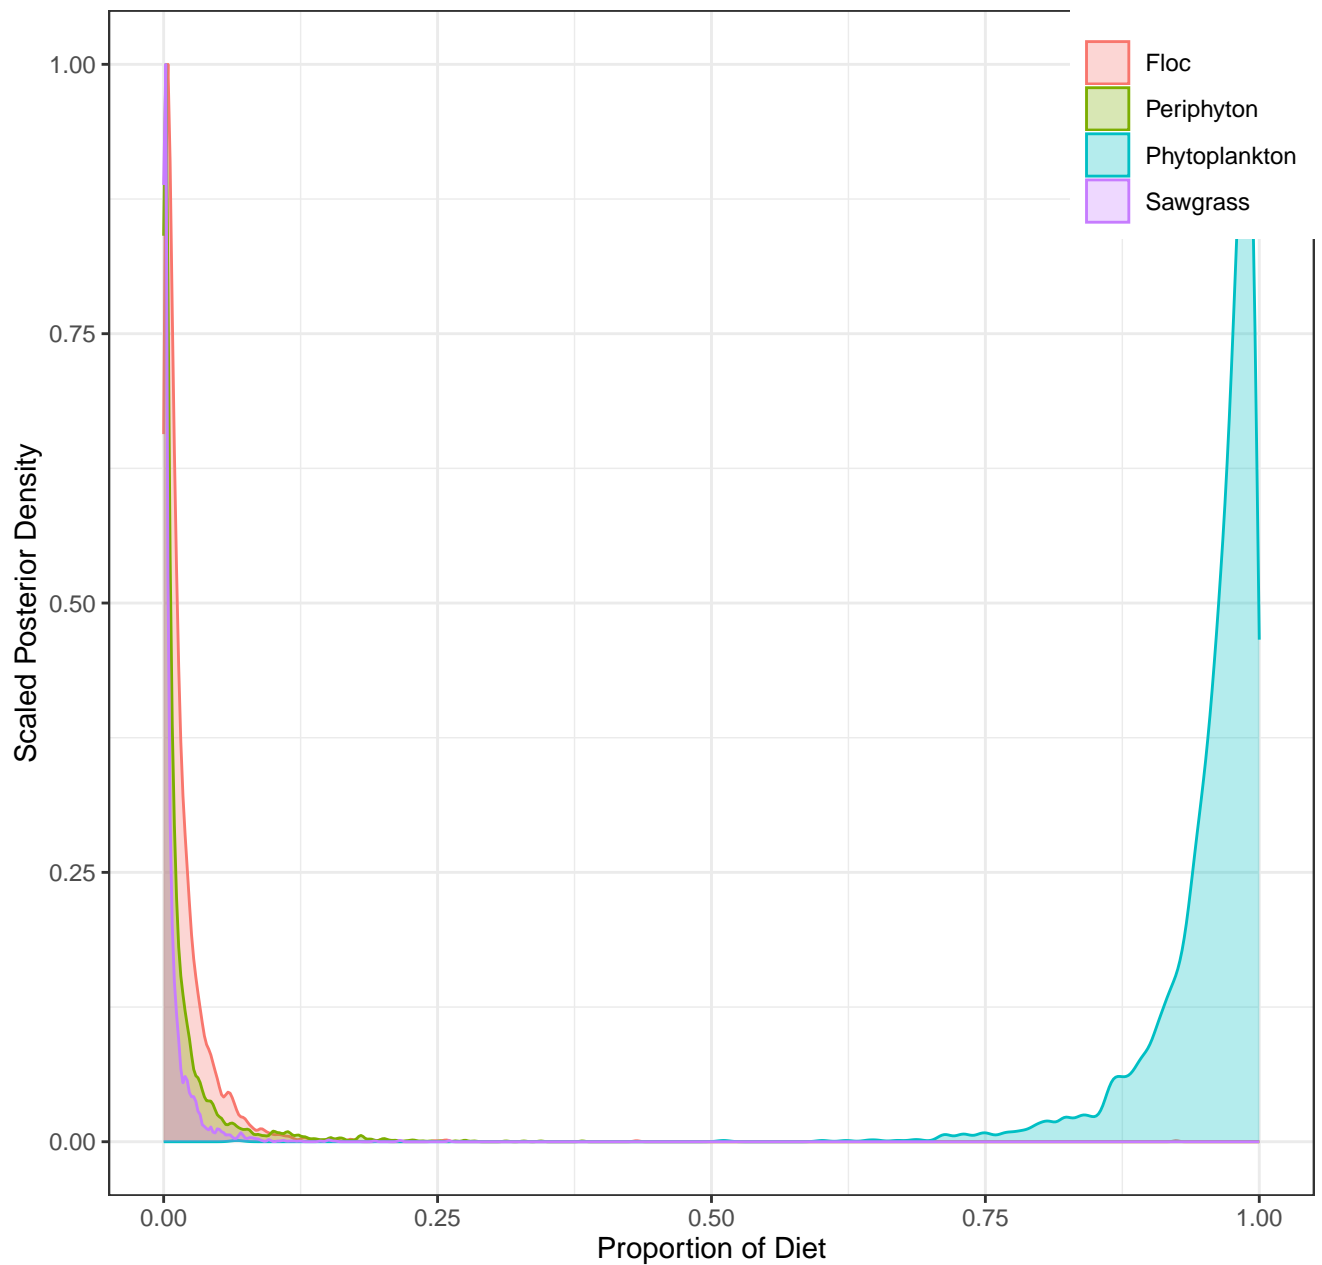 Floc
Periphyton
Phytoplankton
Sawgrass
1.00
0.75
0.50
0.25
0.00
Scaled Posterior Density
0.00 0.25 0.50 0.75 1.00
Proportion of Diet